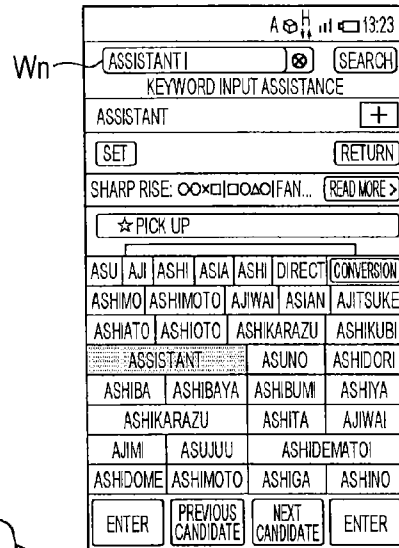 A H 13:23
Wn
ASSISTANT SEARCH
KEYWORD INPUT ASSISTANCE
ASSISTANT +
SET RETURN
SHARP RISE: ○○×□|□○△○|FAN... READ MORE >
☆ PICK UP
ASU AJI ASHI ASIA ASHI DIRECT CONVERSION
ASHIMO ASHIMOTO AJIWAI ASIAN AJITSUKE
ASHIATO ASHIOTO ASHIKARAZU ASHIKUBI
ASSISTANT ASUNO ASHIDORI
ASHIBA ASHIBAYA ASHIBUMI ASHIYA
ASHIKARAZU ASHITA AJIWAI
AJIMI ASUJUU ASHIDEMATOI
ASHIDOME ASHIMOTO ASHIGA ASHINO
ENTER PREVIOUS CANDIDATE NEXT CANDIDATE ENTER